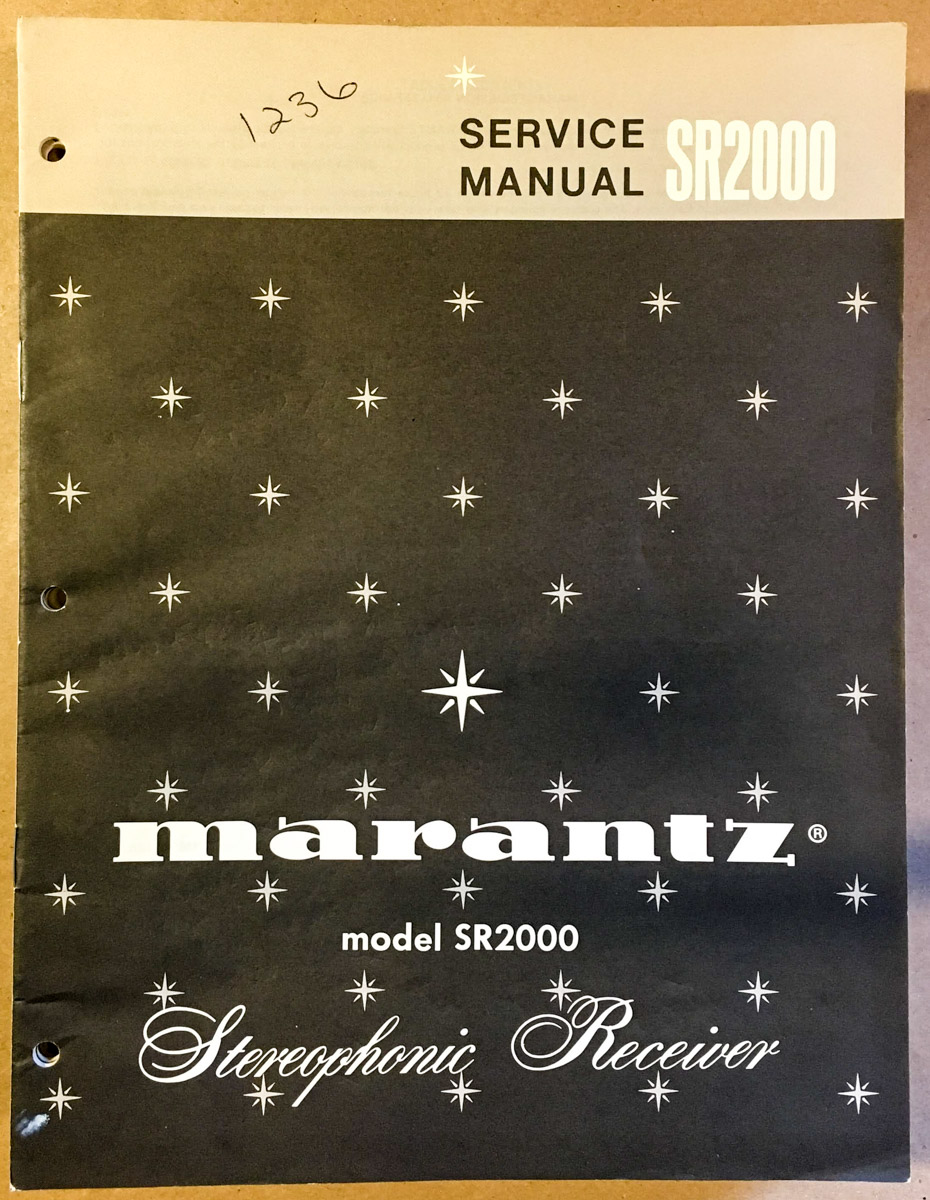 1236
SERVICE
MANUAL
SR2000
marantz®
model SR2000
Stereophonic Receiver